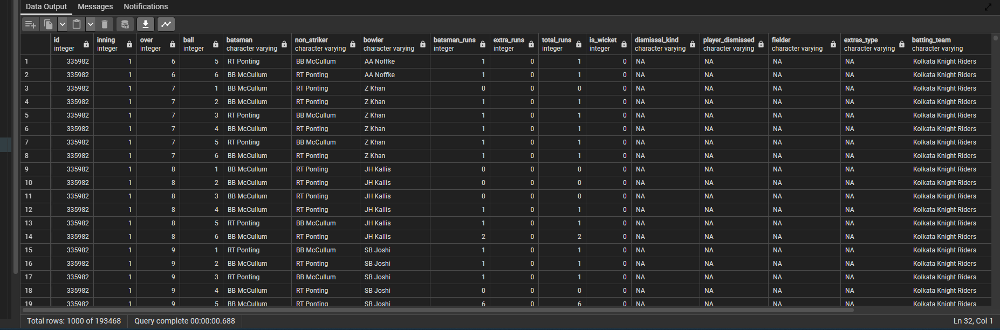 Data Output Messages Notifications
id inning over ball batsman non_striker bowler batsman_runs extra_runs total_runs is_wicket dismissal_kind player_dismissed fielder extras_type batting_team
integer integer integer integer character varying character varying character varying integer integer integer integer character varying character varying character varying character varying character varying
1 335982 1 6 5 RT Ponting BB McCullum AA Noffke 1 0 1 0 NA NA NA NA Kolkata Knight Riders
2 335982 1 6 6 BB McCullum RT Ponting AA Noffke 1 0 1 0 NA NA NA NA Kolkata Knight Riders
3 335982 1 7 1 BB McCullum RT Ponting Z Khan 0 0 0 0 NA NA NA NA Kolkata Knight Riders
4 335982 1 7 2 BB McCullum RT Ponting Z Khan 1 0 1 0 NA NA NA NA Kolkata Knight Riders
5 335982 1 7 3 RT Ponting BB McCullum Z Khan 1 0 1 0 NA NA NA NA Kolkata Knight Riders
6 335982 1 7 4 BB McCullum RT Ponting Z Khan 1 0 1 0 NA NA NA NA Kolkata Knight Riders
7 335982 1 7 5 RT Ponting BB McCullum Z Khan 1 0 1 0 NA NA NA NA Kolkata Knight Riders
8 335982 1 7 6 BB McCullum RT Ponting Z Khan 1 0 1 0 NA NA NA NA Kolkata Knight Riders
9 335982 1 8 1 BB McCullum RT Ponting JH Kallis 0 0 0 0 NA NA NA NA Kolkata Knight Riders
10 335982 1 8 2 BB McCullum RT Ponting JH Kallis 0 0 0 0 NA NA NA NA Kolkata Knight Riders
11 335982 1 8 3 BB McCullum RT Ponting JH Kallis 0 0 0 0 NA NA NA NA Kolkata Knight Riders
12 335982 1 8 4 BB McCullum RT Ponting JH Kallis 1 0 1 0 NA NA NA NA Kolkata Knight Riders
13 335982 1 8 5 RT Ponting BB McCullum JH Kallis 1 0 1 0 NA NA NA NA Kolkata Knight Riders
14 335982 1 8 6 BB McCullum RT Ponting JH Kallis 2 0 2 0 NA NA NA NA Kolkata Knight Riders
15 335982 1 9 1 RT Ponting BB McCullum SB Joshi 1 0 1 0 NA NA NA NA Kolkata Knight Riders
16 335982 1 9 2 BB McCullum RT Ponting SB Joshi 1 0 1 0 NA NA NA NA Kolkata Knight Riders
17 335982 1 9 3 RT Ponting BB McCullum SB Joshi 1 0 1 0 NA NA NA NA Kolkata Knight Riders
18 335982 1 9 4 BB McCullum RT Ponting SB Joshi 0 0 0 0 NA NA NA NA Kolkata Knight Riders
19 335982 1 9 5 BB McCullum RT Ponting SB Joshi 6 0 6 0 NA NA NA NA Kolkata Knight Riders
Total rows: 1000 of 193468 Query complete 00:00:00.688 Ln 32, Col 1